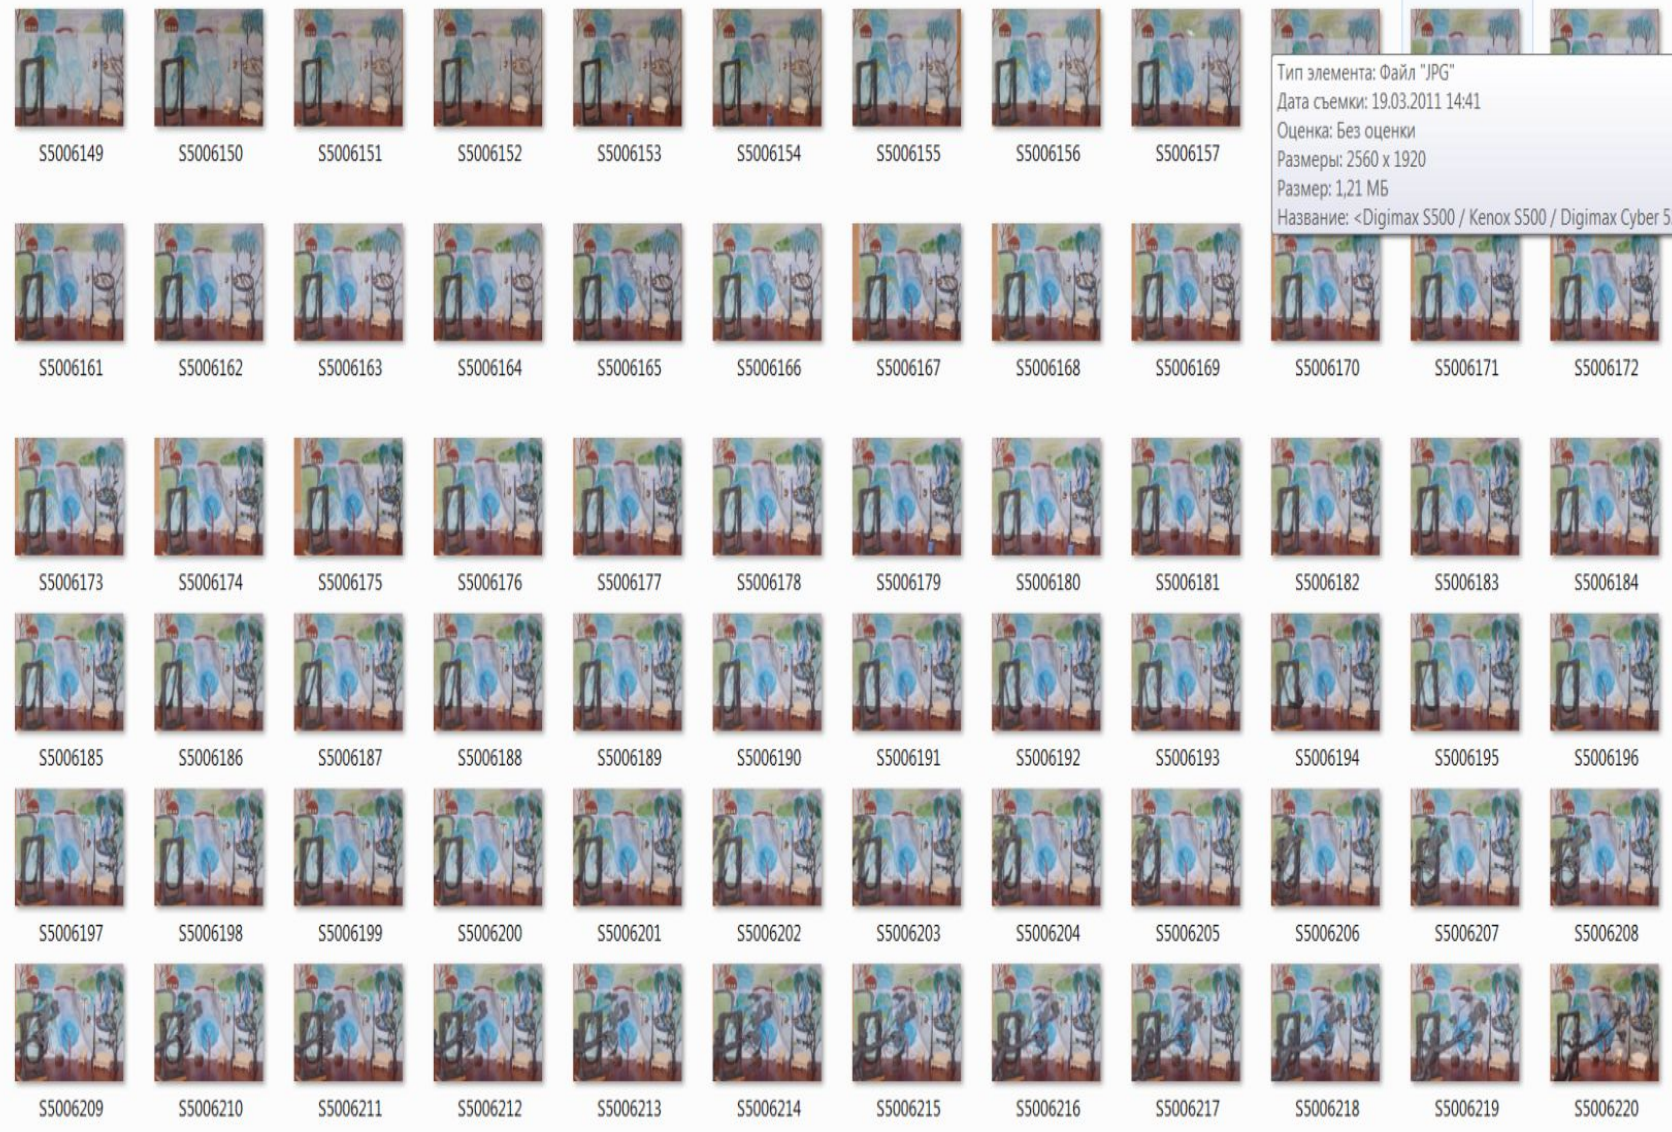 S5006149 S5006150 S5006151 S5006152 S5006153 S5006154 S5006155 S5006156 S5006157
Тип элемента: Файл "JPG"
Дата съемки: 19.03.2011 14:41
Оценка: Без оценки
Размеры: 2560 x 1920
Размер: 1,21 МБ
Название: <Digimax S500 / Kenox S500 / Digimax Cyber 5
S5006161 S5006162 S5006163 S5006164 S5006165 S5006166 S5006167 S5006168 S5006169 S5006170 S5006171 S5006172
S5006173 S5006174 S5006175 S5006176 S5006177 S5006178 S5006179 S5006180 S5006181 S5006182 S5006183 S5006184
S5006185 S5006186 S5006187 S5006188 S5006189 S5006190 S5006191 S5006192 S5006193 S5006194 S5006195 S5006196
S5006197 S5006198 S5006199 S5006200 S5006201 S5006202 S5006203 S5006204 S5006205 S5006206 S5006207 S5006208
S5006209 S5006210 S5006211 S5006212 S5006213 S5006214 S5006215 S5006216 S5006217 S5006218 S5006219 S5006220